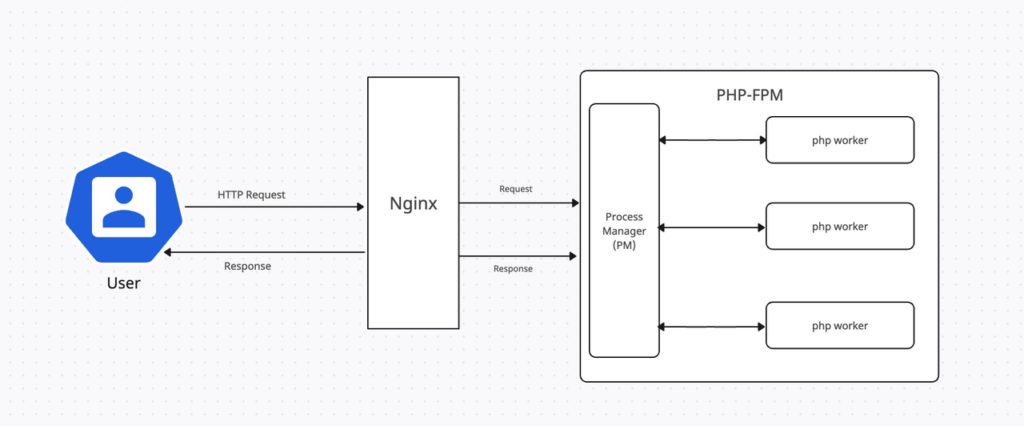 PHP-FPM
php worker
HTTP Request
Request
Nginx
Process
Manager
(PM)
php worker
Response
Response
User
php worker